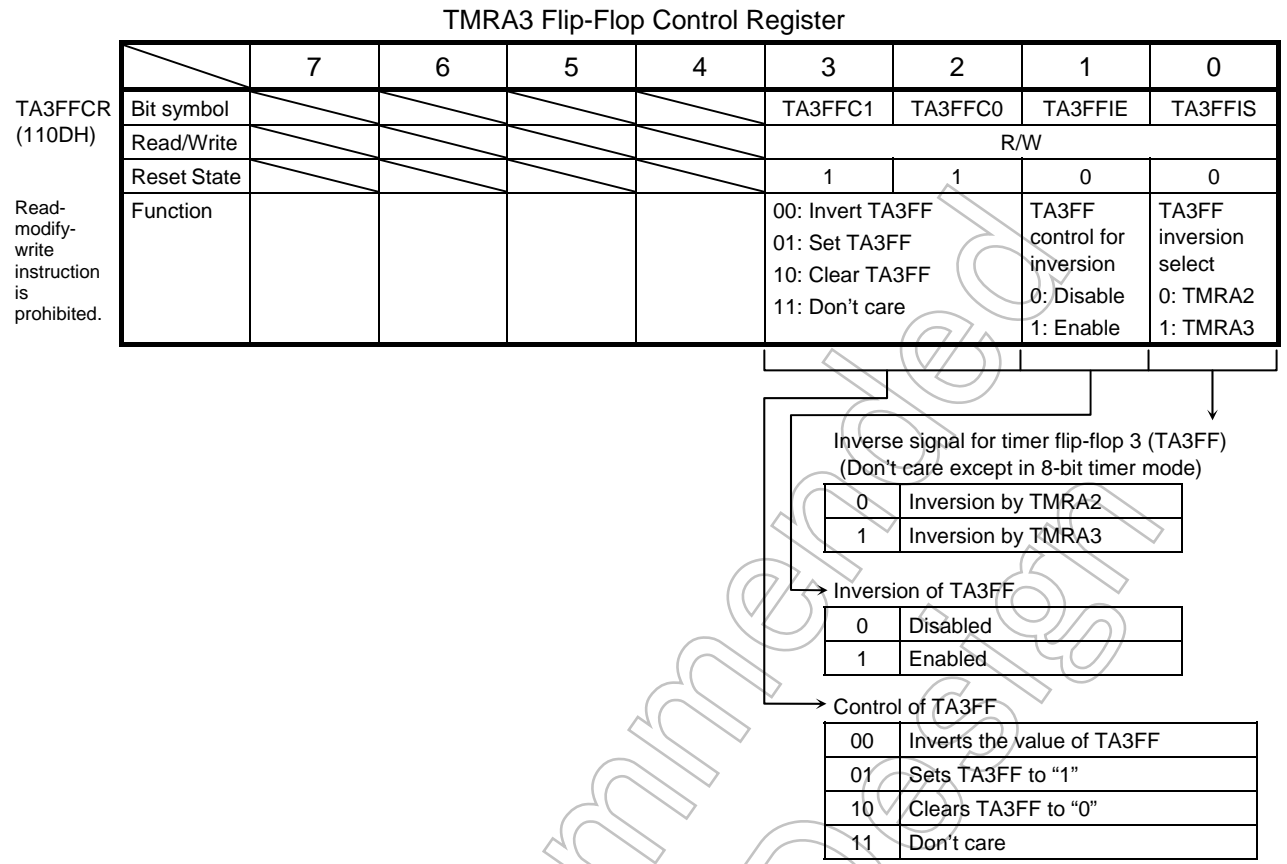 TMRA3 Flip-Flop Control Register
7 6 5 4 3 2 1 0
TA3FFCR
(110DH)
Bit symbol TA3FFC1 TA3FFC0 TA3FFIE TA3FFIS
Read/Write R/W
Reset State 1 1 0 0
Read-
modify-
write
instruction
is
prohibited.
Function
00: Invert TA3FF
01: Set TA3FF
10: Clear TA3FF
11: Don't care
TA3FF
control for
inversion
0: Disable
1: Enable
TA3FF
inversion
select
0: TMRA2
1: TMRA3
Inverse signal for timer flip-flop 3 (TA3FF)
(Don't care except in 8-bit timer mode)
0 Inversion by TMRA2
1 Inversion by TMRA3
Inversion of TA3FF
0 Disabled
1 Enabled
Control of TA3FF
00 Inverts the value of TA3FF
01 Sets TA3FF to “1”
10 Clears TA3FF to “0”
11 Don't care